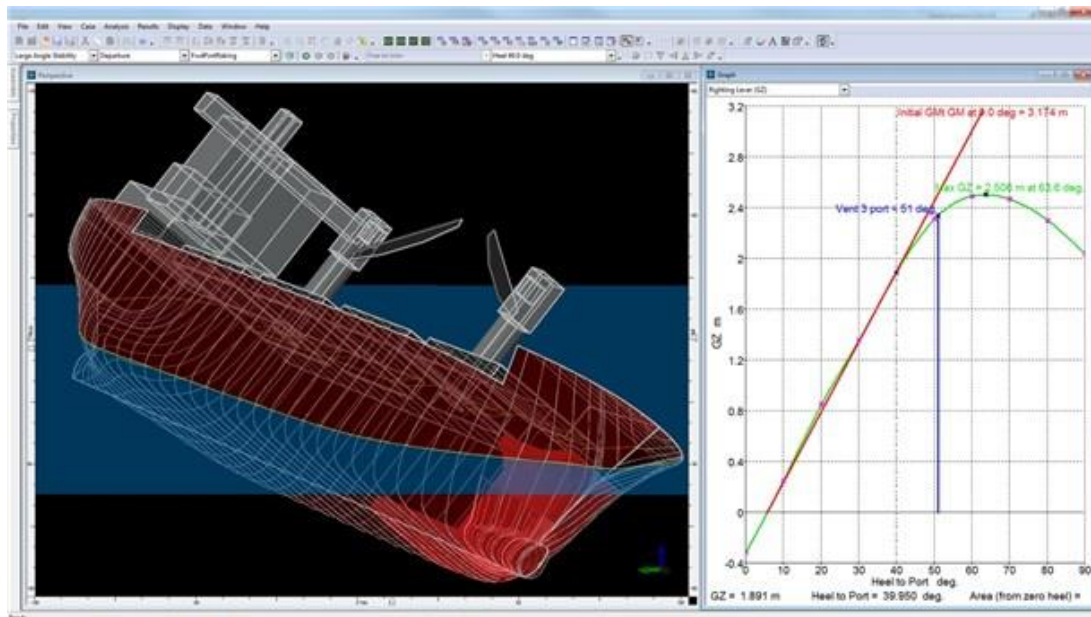 File Edit View Case Analysis Results Display Data Window Help
Large Angle Stability Departure Heel 40.0 deg
Perspective
Graph
Righting Lever (GZ)
Initial GMt GM at 0.0 deg = 3.174 m
Max GZ = 2.506 m at 63.6 deg.
Vent 3 port = 51 deg.
3.2
2.8
2.4
2
1.6
1.2
0.8
0.4
0
-0.4
GZ m
0 10 20 30 40 50 60 70 80 90
Heel to Port deg.
GZ = 1.891 m Heel to Port = 39.950 deg. Area (from zero heel) =